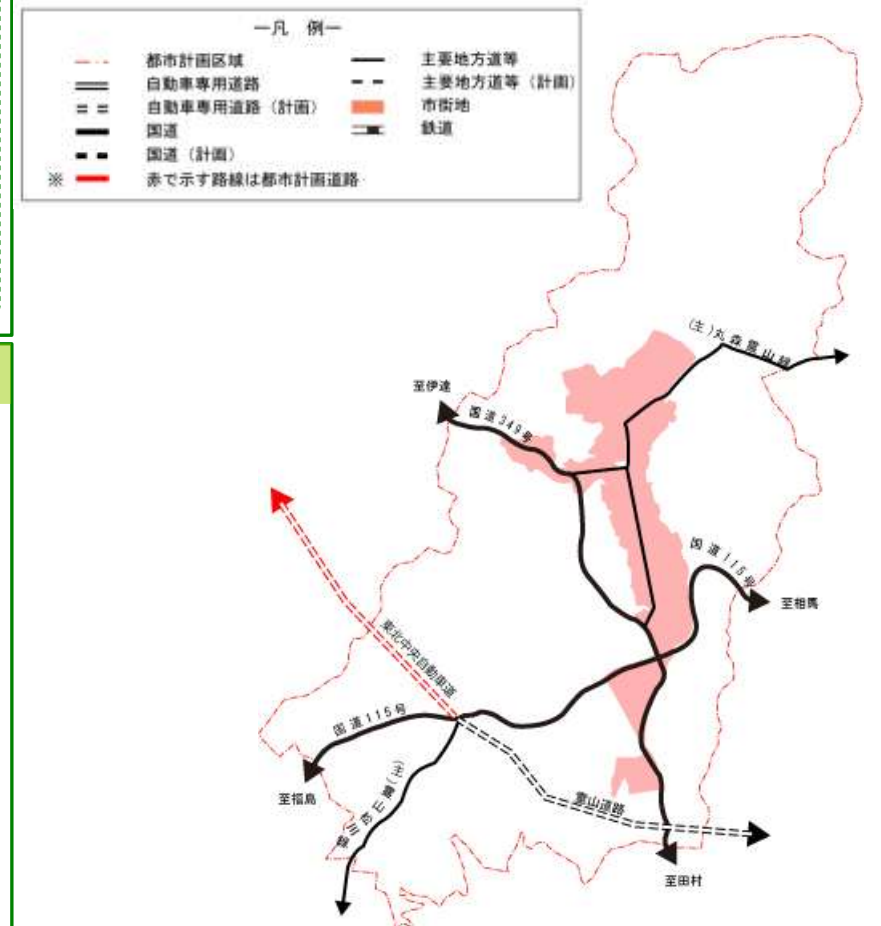 ―凡 例―
都市計画区域
自動車専用道路
自動車専用道路（計画）
国道
国道（計画）
※ 赤で示す路線は都市計画道路
主要地方道等
主要地方道等（計画）
市街地
鉄道
(主)丸森霊山線
至伊達
国道349号
国道115号
至相馬
東北中央自動車道
国道115号
至福島
(主)霊山松川線
霊山道路
至田村